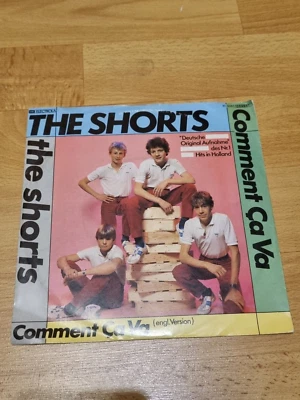 THE SHORTS
"Deutsche
Original Aufnahme"
des Nr. 1
Hits in Holland
the shorts
Comment Ça Va
Comment Ça Va (engl. Version)